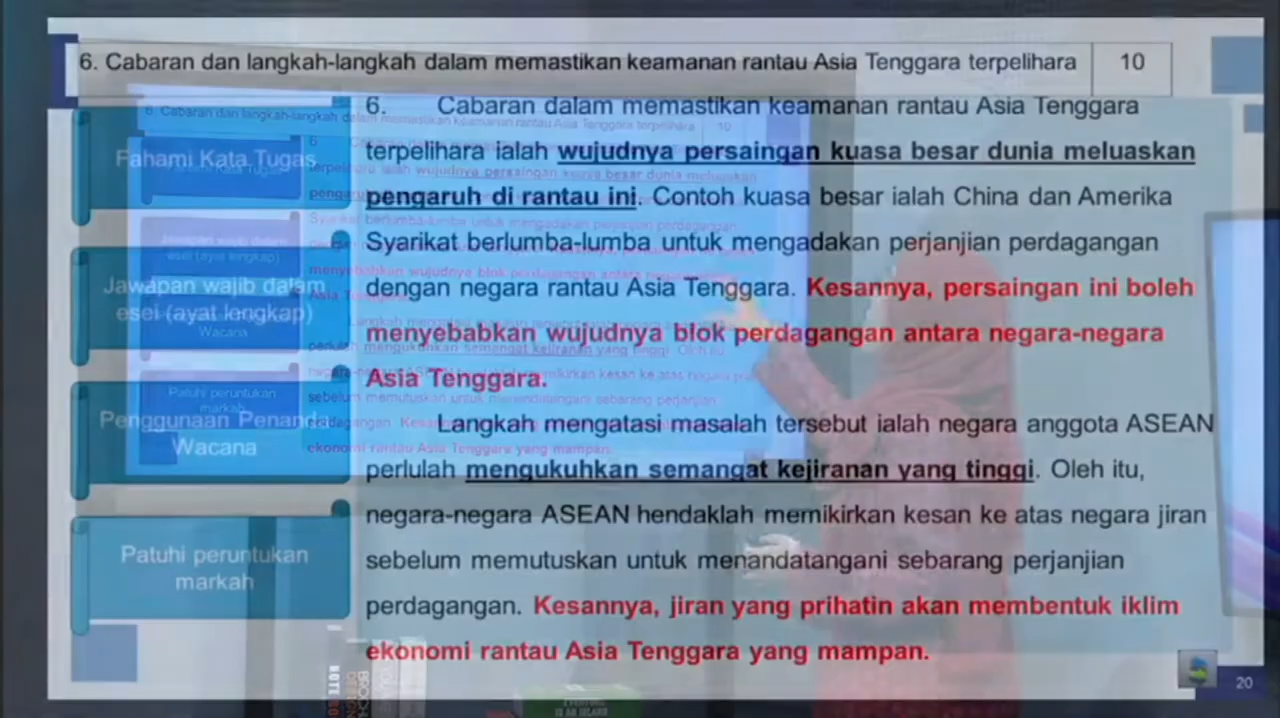 6. Cabaran dan langkah-langkah dalam memastikan keamanan rantau Asia Tenggara terpelihara 10
Fahami Kata Tugas
Jawapan wajib dalam
esei (ayat lengkap)
Penggunaan Penanda
Wacana
Patuhi peruntukan
markah
6. Cabaran dalam memastikan keamanan rantau Asia Tenggara
terpelihara ialah wujudnya persaingan kuasa besar dunia meluaskan
pengaruh di rantau ini. Contoh kuasa besar ialah China dan Amerika
Syarikat berlumba-lumba untuk mengadakan perjanjian perdagangan
dengan negara rantau Asia Tenggara. Kesannya, persaingan ini boleh
menyebabkan wujudnya blok perdagangan antara negara-negara
Asia Tenggara.
Langkah mengatasi masalah tersebut ialah negara anggota ASEAN
perlulah mengukuhkan semangat kejiranan yang tinggi. Oleh itu,
negara-negara ASEAN hendaklah memikirkan kesan ke atas negara jiran
sebelum memutuskan untuk menandatangani sebarang perjanjian
perdagangan. Kesannya, jiran yang prihatin akan membentuk iklim
ekonomi rantau Asia Tenggara yang mampan.
20